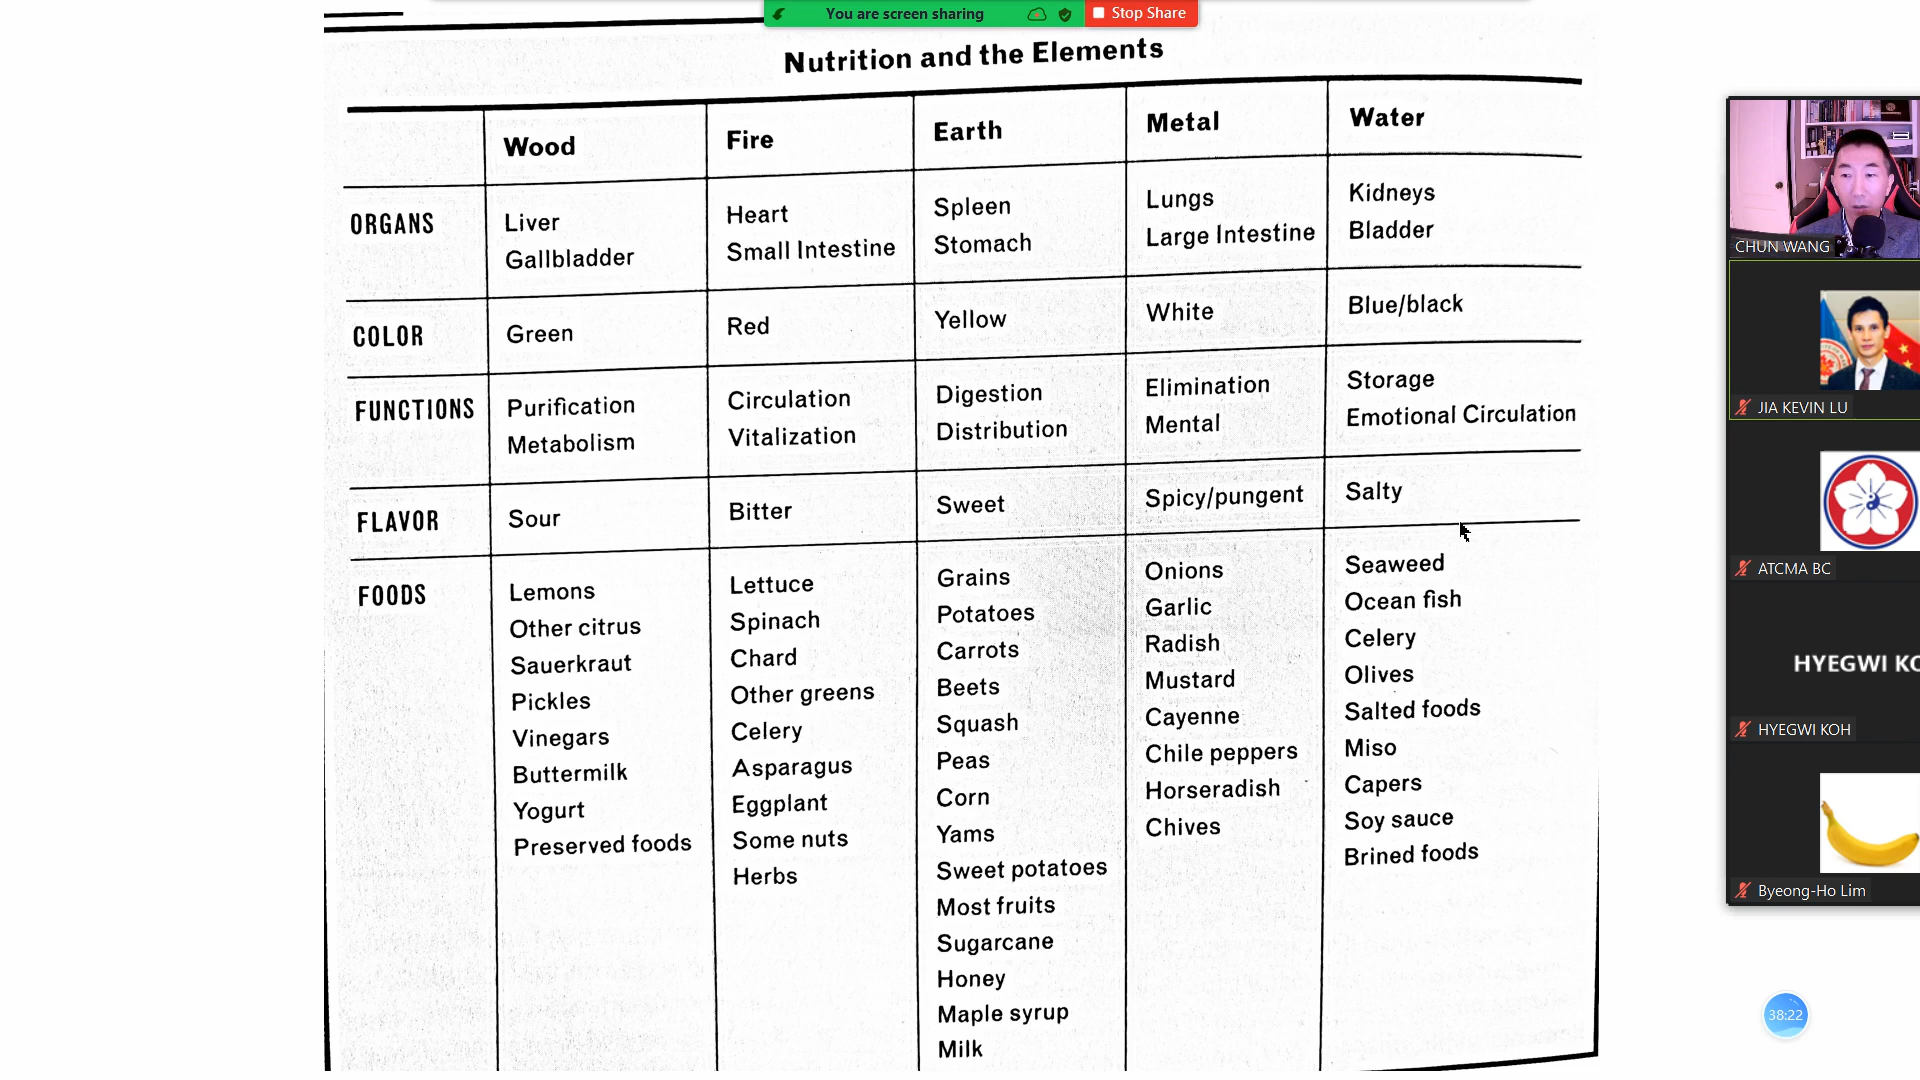 You are screen sharing
Stop Share
Nutrition and the Elements
Wood Fire Earth Metal Water
ORGANS
Liver Heart Spleen Lungs Kidneys
Gallbladder Small Intestine Stomach Large Intestine Bladder
COLOR Green Red Yellow White Blue/black
FUNCTIONS
Purification Circulation Digestion Elimination Storage
Metabolism Vitalization Distribution Mental Emotional Circulation
FLAVOR Sour Bitter Sweet Spicy/pungent Salty
FOODS
Lemons Lettuce Grains Onions Seaweed
Other citrus Spinach Potatoes Garlic Ocean fish
Sauerkraut Chard Carrots Radish Celery
Pickles Other greens Beets Mustard Olives
Vinegars Celery Squash Cayenne Salted foods
Buttermilk Asparagus Peas Chile peppers Miso
Yogurt Eggplant Corn Horseradish Capers
Preserved foods Some nuts Yams Chives Soy sauce
Herbs Sweet potatoes Brined foods
Most fruits
Sugarcane
Honey
Maple syrup
Milk
CHUN WANG
JIA KEVIN LU
ATCMA BC
HYEGWI KO
HYEGWI KOH
Byeong-Ho Lim
38:22